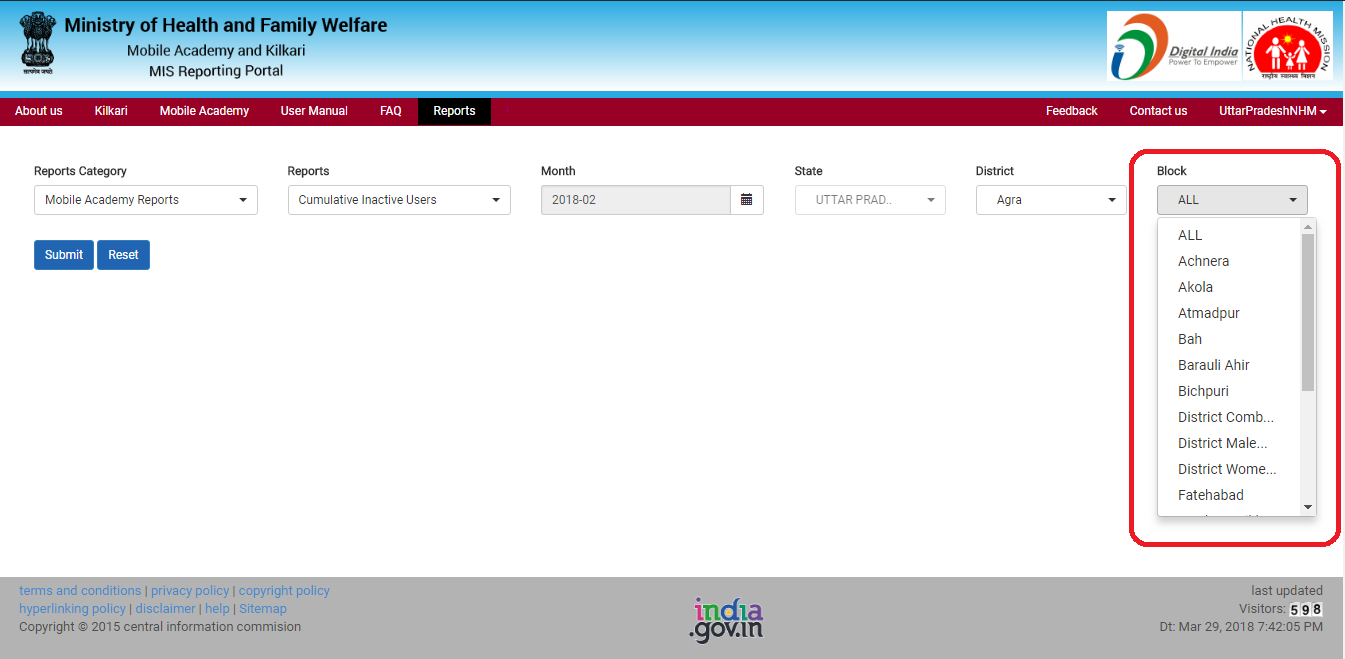 Ministry of Health and Family Welfare
Mobile Academy and Kilkari
MIS Reporting Portal
सत्यमेव जयते
Digital India
Power To Empower
NATIONAL HEALTH MISSION
राष्ट्रीय स्वास्थ्य मिशन
About us Kilkari Mobile Academy User Manual FAQ Reports Feedback Contact us UttarPradeshNHM
Reports Category Reports Month State District Block
Mobile Academy Reports Cumulative Inactive Users 2018-02 UTTAR PRAD.. Agra ALL
Submit Reset
ALL
Achnera
Akola
Atmadpur
Bah
Barauli Ahir
Bichpuri
District Comb...
District Male...
District Wome...
Fatehabad
terms and conditions | privacy policy | copyright policy
hyperlinking policy | disclaimer | help | Sitemap
Copyright © 2015 central information commision
india
.gov.in
last updated
Visitors: 598
Dt: Mar 29, 2018 7:42:05 PM